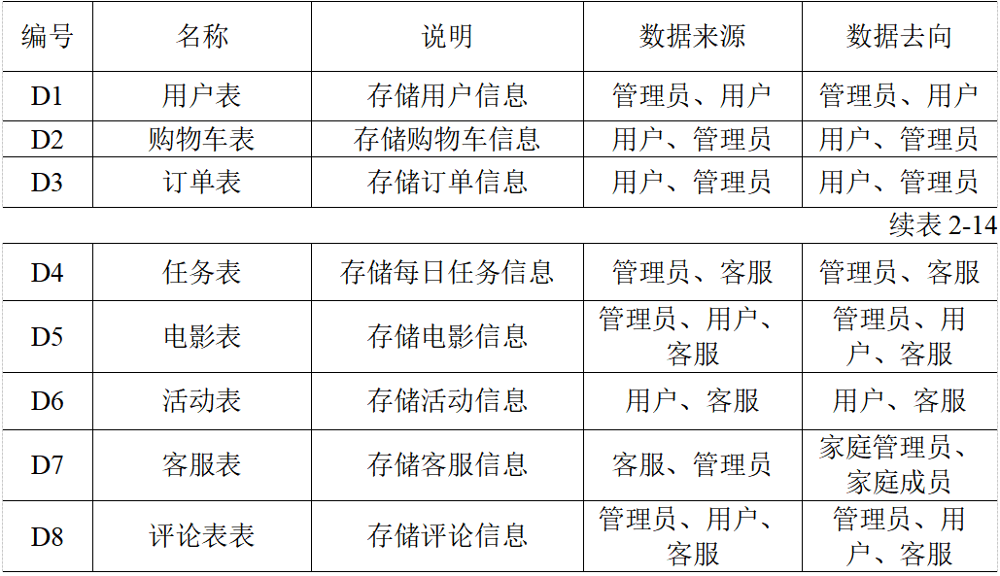 编号 名称 说明 数据来源 数据去向
D1 用户表 存储用户信息 管理员、用户 管理员、用户
D2 购物车表 存储购物车信息 用户、管理员 用户、管理员
D3 订单表 存储订单信息 用户、管理员 用户、管理员
续表 2-14
D4 任务表 存储每日任务信息 管理员、客服 管理员、客服
D5 电影表 存储电影信息 管理员、用户、
客服 管理员、用
户、客服
D6 活动表 存储活动信息 用户、客服 用户、客服
D7 客服表 存储客服信息 客服、管理员 家庭管理员、
家庭成员
D8 评论表表 存储评论信息 管理员、用户、
客服 管理员、用
户、客服